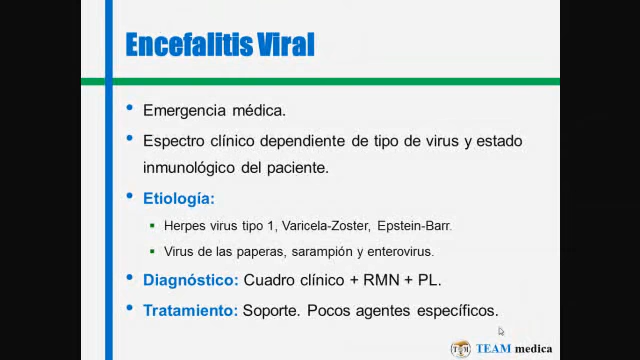 Encefalitis Viral
Emergencia médica.
Espectro clínico dependiente de tipo de virus y estado
inmunológico del paciente.
Etiología:
Herpes virus tipo 1, Varicela-Zoster, Epstein-Barr.
Virus de las paperas, sarampión y enterovirus.
Diagnóstico: Cuadro clínico + RMN + PL.
Tratamiento: Soporte. Pocos agentes específicos.
TEAM medica